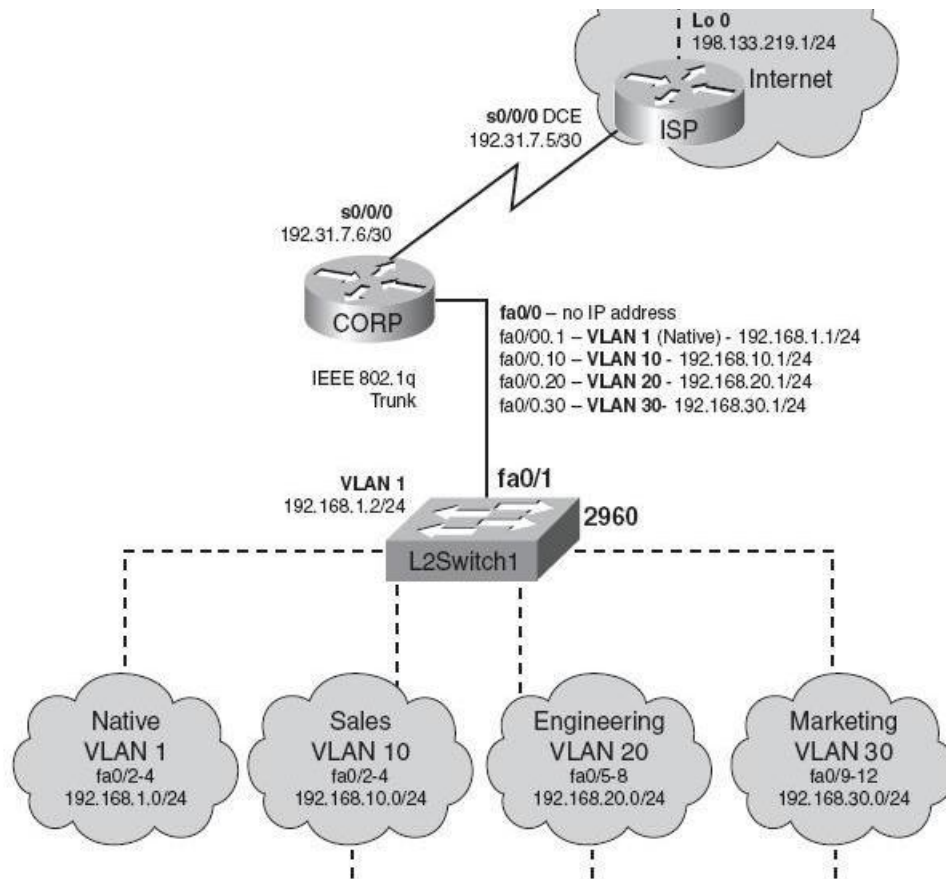 Lo 0
198.133.219.1/24
Internet
ISP
s0/0/0 DCE
192.31.7.5/30
s0/0/0
192.31.7.6/30
CORP
fa0/0 – no IP address
fa0/00.1 – VLAN 1 (Native) - 192.168.1.1/24
fa0/0.10 – VLAN 10 - 192.168.10.1/24
fa0/0.20 – VLAN 20 - 192.168.20.1/24
fa0/0.30 – VLAN 30- 192.168.30.1/24
IEEE 802.1q
Trunk
VLAN 1
192.168.1.2/24
fa0/1
2960
L2Switch1
Native
VLAN 1
fa0/2-4
192.168.1.0/24
Sales
VLAN 10
fa0/2-4
192.168.10.0/24
Engineering
VLAN 20
fa0/5-8
192.168.20.0/24
Marketing
VLAN 30
fa0/9-12
192.168.30.0/24